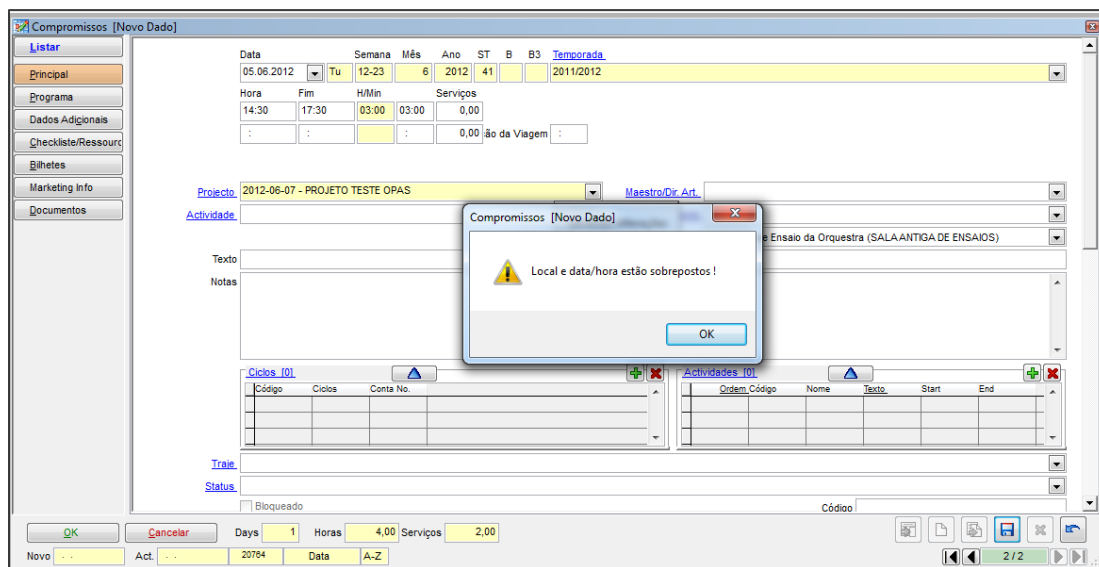 Compromissos [Novo Dado]
Listar
Principal
Programa
Dados Adicionais
Checkliste/Ressourc
Bilhetes
Marketing Info
Documentos
Data Semana Mês Ano ST B B3 Temporada
05.06.2012 Tu 12-23 6 2012 41 2011/2012
Hora Fim H/Min Serviços
14:30 17:30 03:00 03:00 0,00
: : : 0,00 ão da Viagem :
Projecto 2012-06-07 - PROJETO TESTE OPAS Maestro/Dir. Art.
Actividade
e Ensaio da Orquestra (SALA ANTIGA DE ENSAIOS)
Texto
Notas
Compromissos [Novo Dado]
Local e data/hora estão sobrepostos !
OK
Ciclos [0] Actividades [0]
Código Ciclos Conta No. Ordem Código Nome Texto Start End
Traje
Status
Bloqueado Código
OK Cancelar Days 1 Horas 4,00 Serviços 2,00
Novo - - Act. - - 20764 Data A-Z 2 / 2